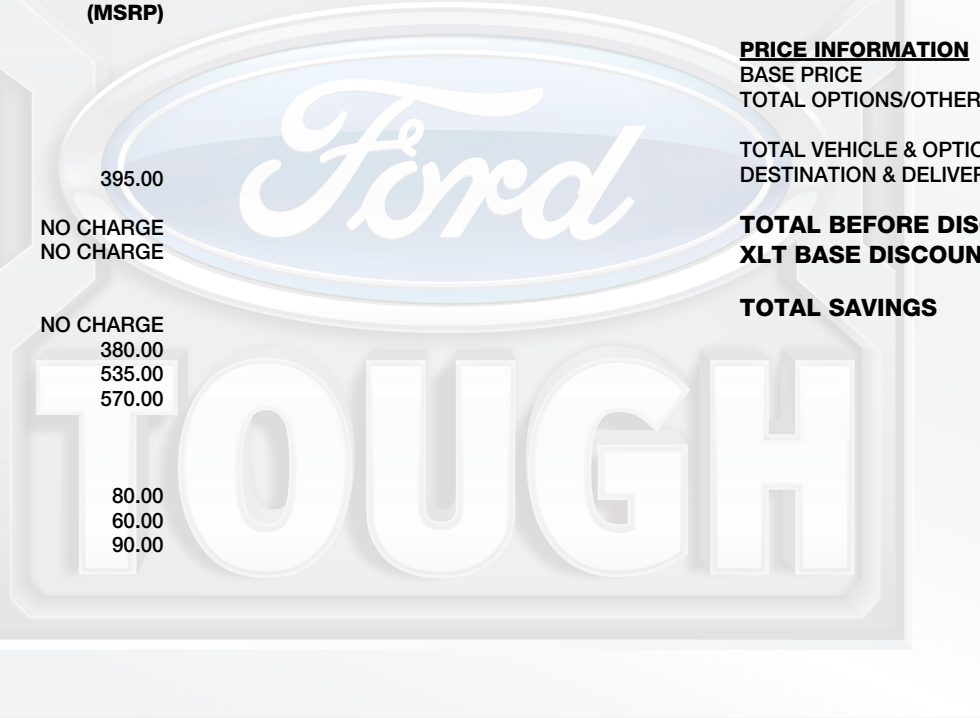 (MSRP)
395.00
NO CHARGE
NO CHARGE
NO CHARGE
380.00
535.00
570.00
80.00
60.00
90.00
PRICE INFORMATION
BASE PRICE
TOTAL OPTIONS/OTHER
TOTAL VEHICLE & OPTIO
DESTINATION & DELIVER
TOTAL BEFORE DIS
XLT BASE DISCOUN
TOTAL SAVINGS
Ford
TOUGH